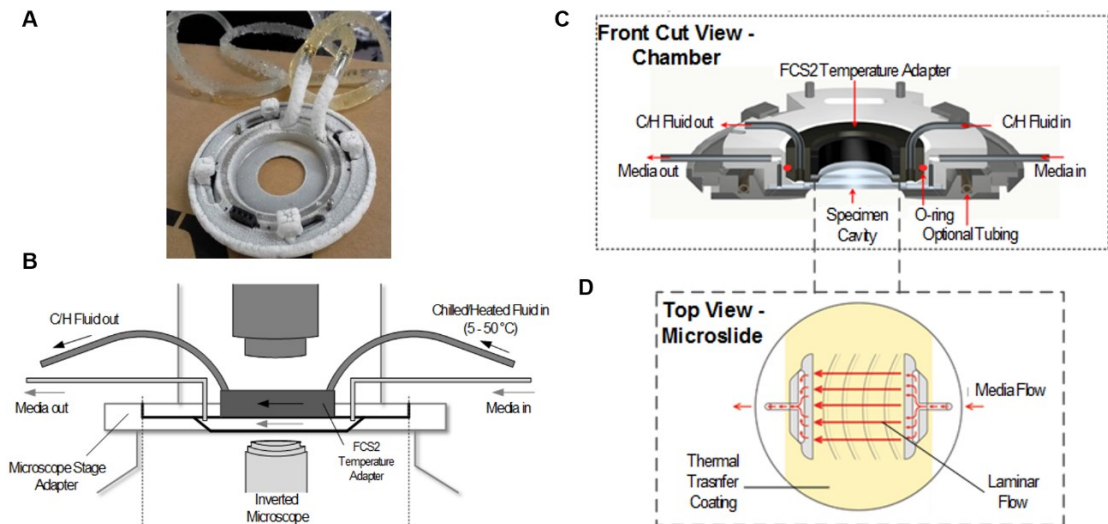 A
B
C/H Fluid out
Chilled/Heated Fluid in
(5 - 50°C)
Media out
Media in
Microscope Stage
Adapter
FCS2
Temperature
Adapter
Inverted
Microscope
C
Front Cut View -
Chamber
FCS2 Temperature Adapter
C/H Fluid out
C/H Fluid in
Media out
Media in
Specimen
Cavity
O-ring
Optional Tubing
D
Top View -
Microslide
Media Flow
Thermal
Trasnfer
Coating
Laminar
Flow